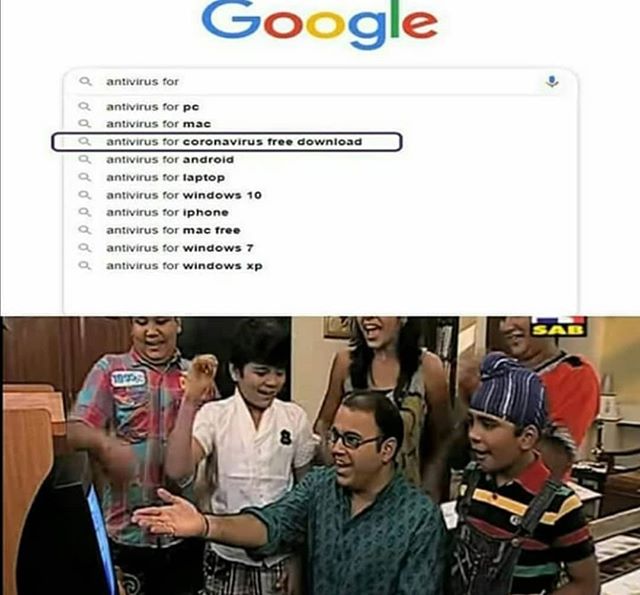 Google
antivirus for
antivirus for pc
antivirus for mac
antivirus for coronavirus free download
antivirus for android
antivirus for laptop
antivirus for windows 10
antivirus for iphone
antivirus for mac free
antivirus for windows 7
antivirus for windows xp
SAB